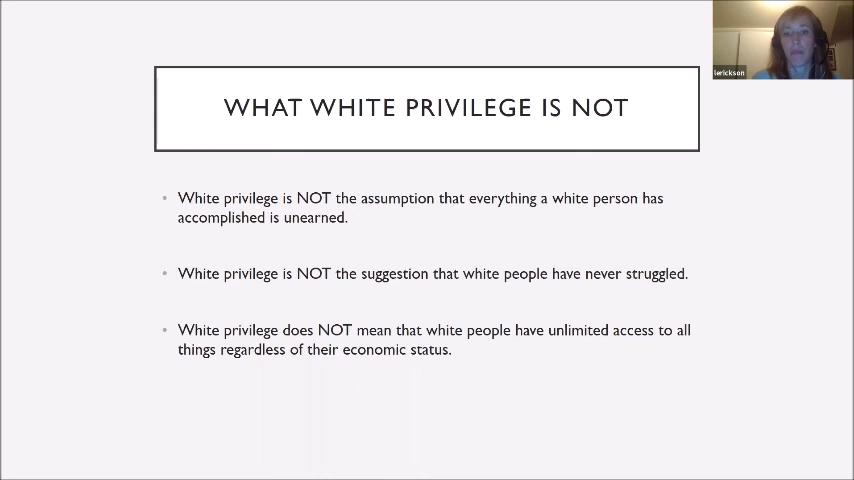 WHAT WHITE PRIVILEGE IS NOT
lerickson
• White privilege is NOT the assumption that everything a white person has
accomplished is unearned.
• White privilege is NOT the suggestion that white people have never struggled.
• White privilege does NOT mean that white people have unlimited access to all
things regardless of their economic status.